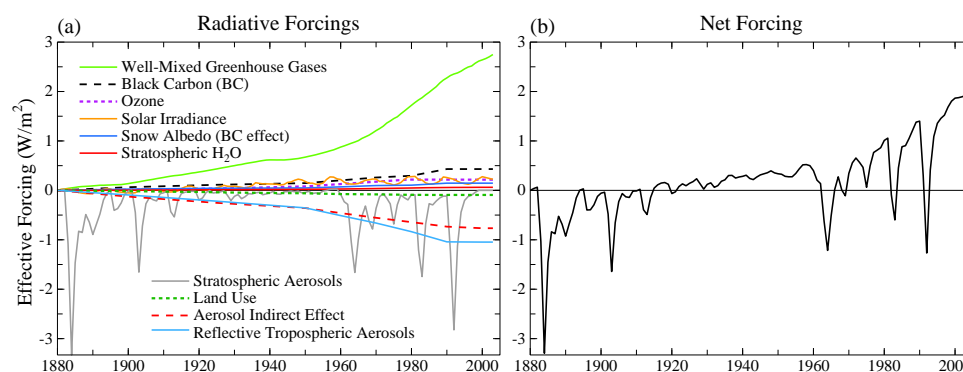 (a) Radiative Forcings
Effective Forcing (W/m²)
3
2
1
0
-1
-2
-3
Well-Mixed Greenhouse Gases
Black Carbon (BC)
Ozone
Solar Irradiance
Snow Albedo (BC effect)
Stratospheric H₂O
Stratospheric Aerosols
Land Use
Aerosol Indirect Effect
Reflective Tropospheric Aerosols
1880 1900 1920 1940 1960 1980 2000
(b) Net Forcing
3
2
1
0
-1
-2
-3
1880 1900 1920 1940 1960 1980 2000